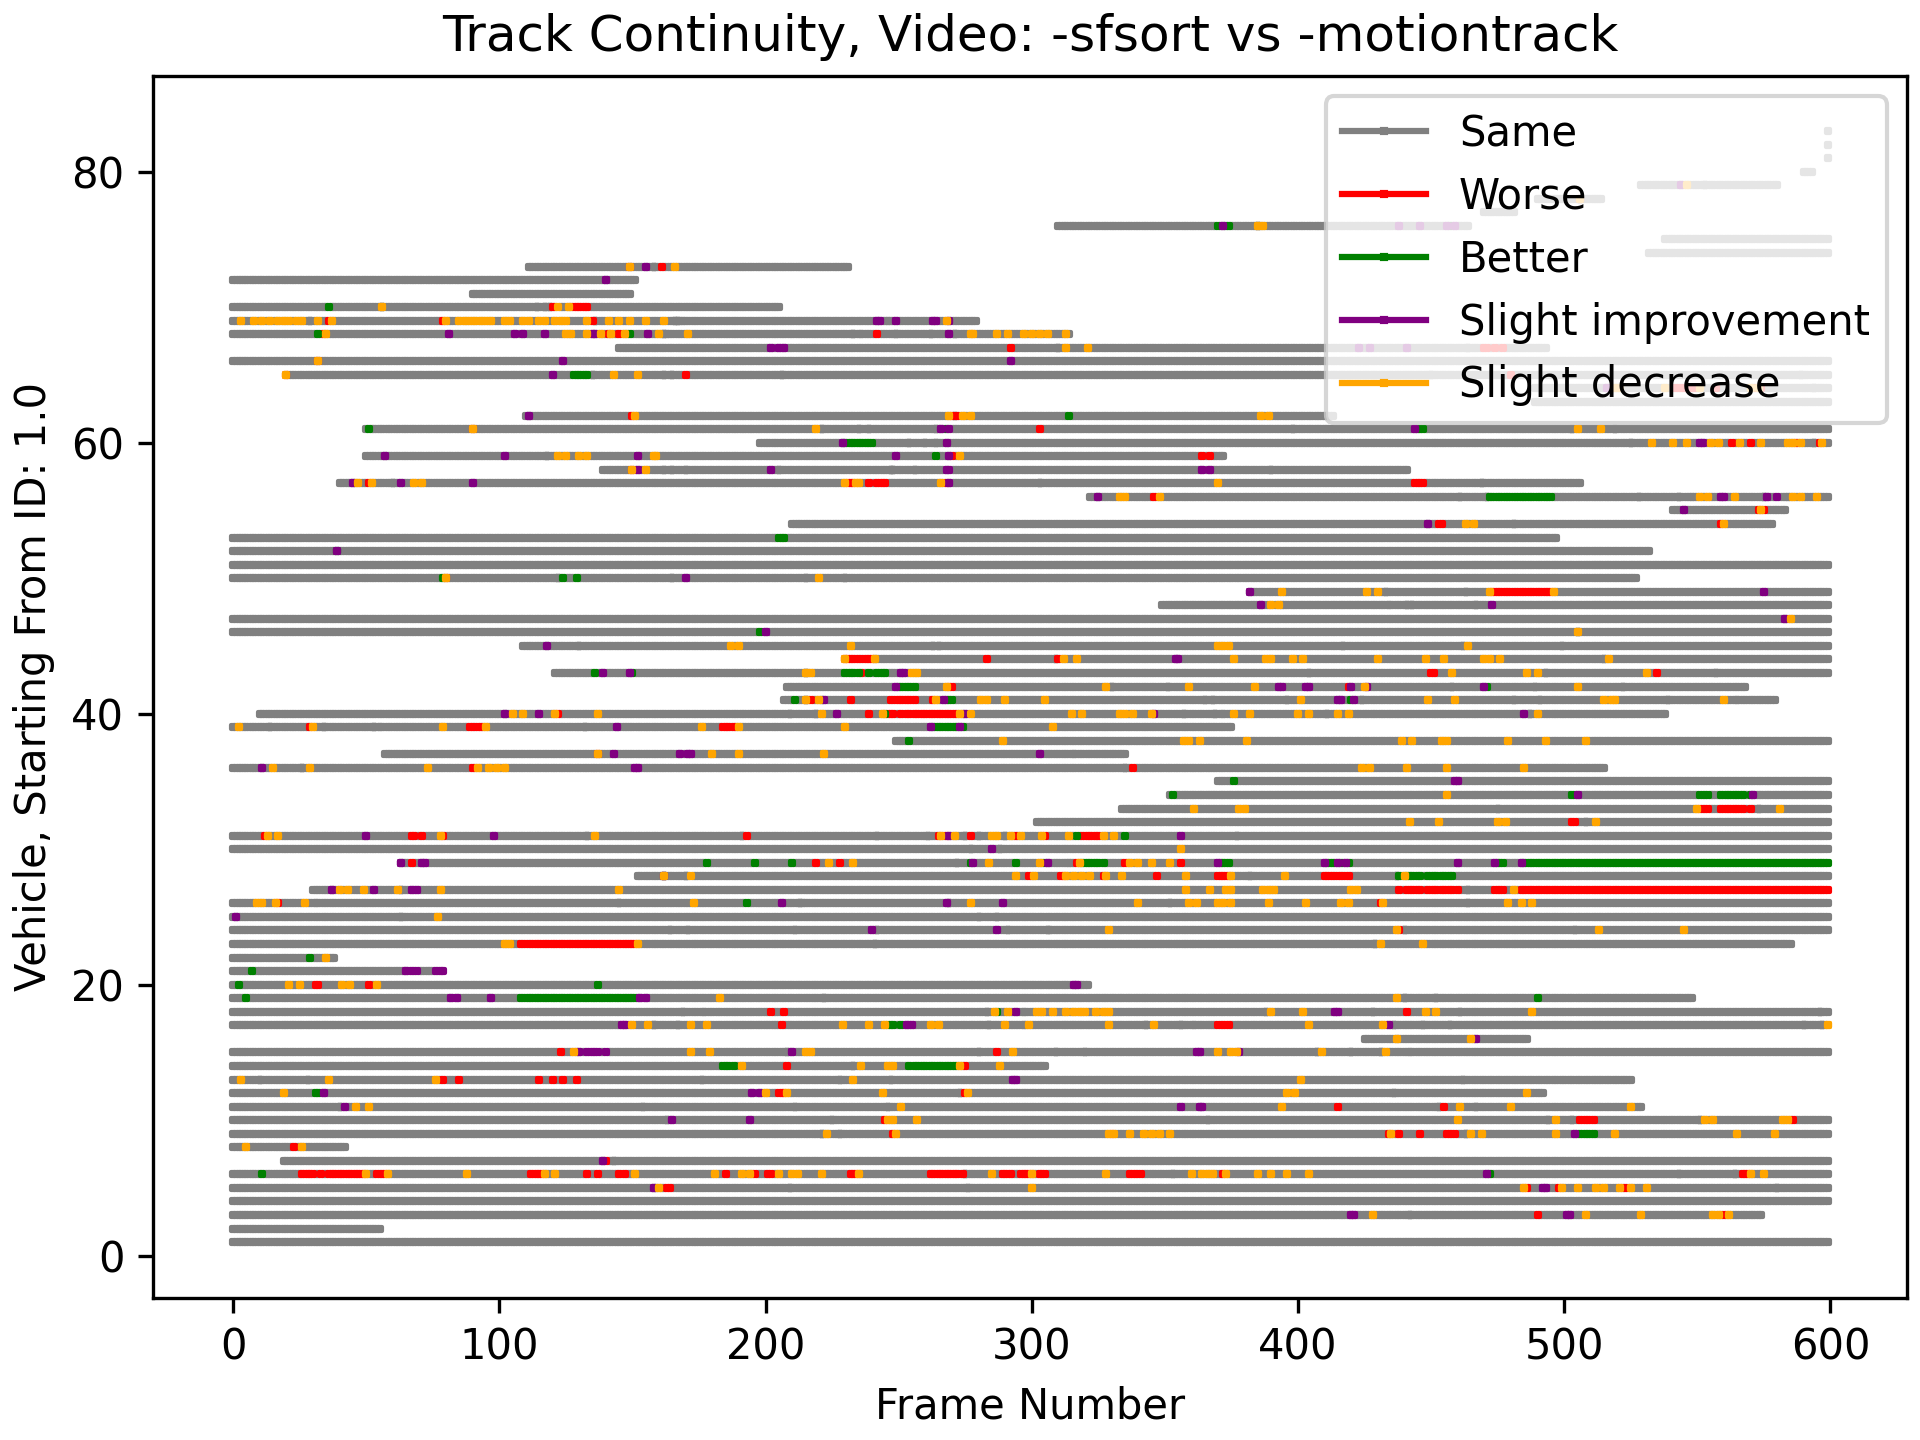 Track Continuity, Video: -sfsort vs -motiontrack
Same
Worse
Better
Slight improvement
Slight decrease
Vehicle, Starting From ID: 1.0
80
60
40
20
0
0 100 200 300 400 500 600
Frame Number